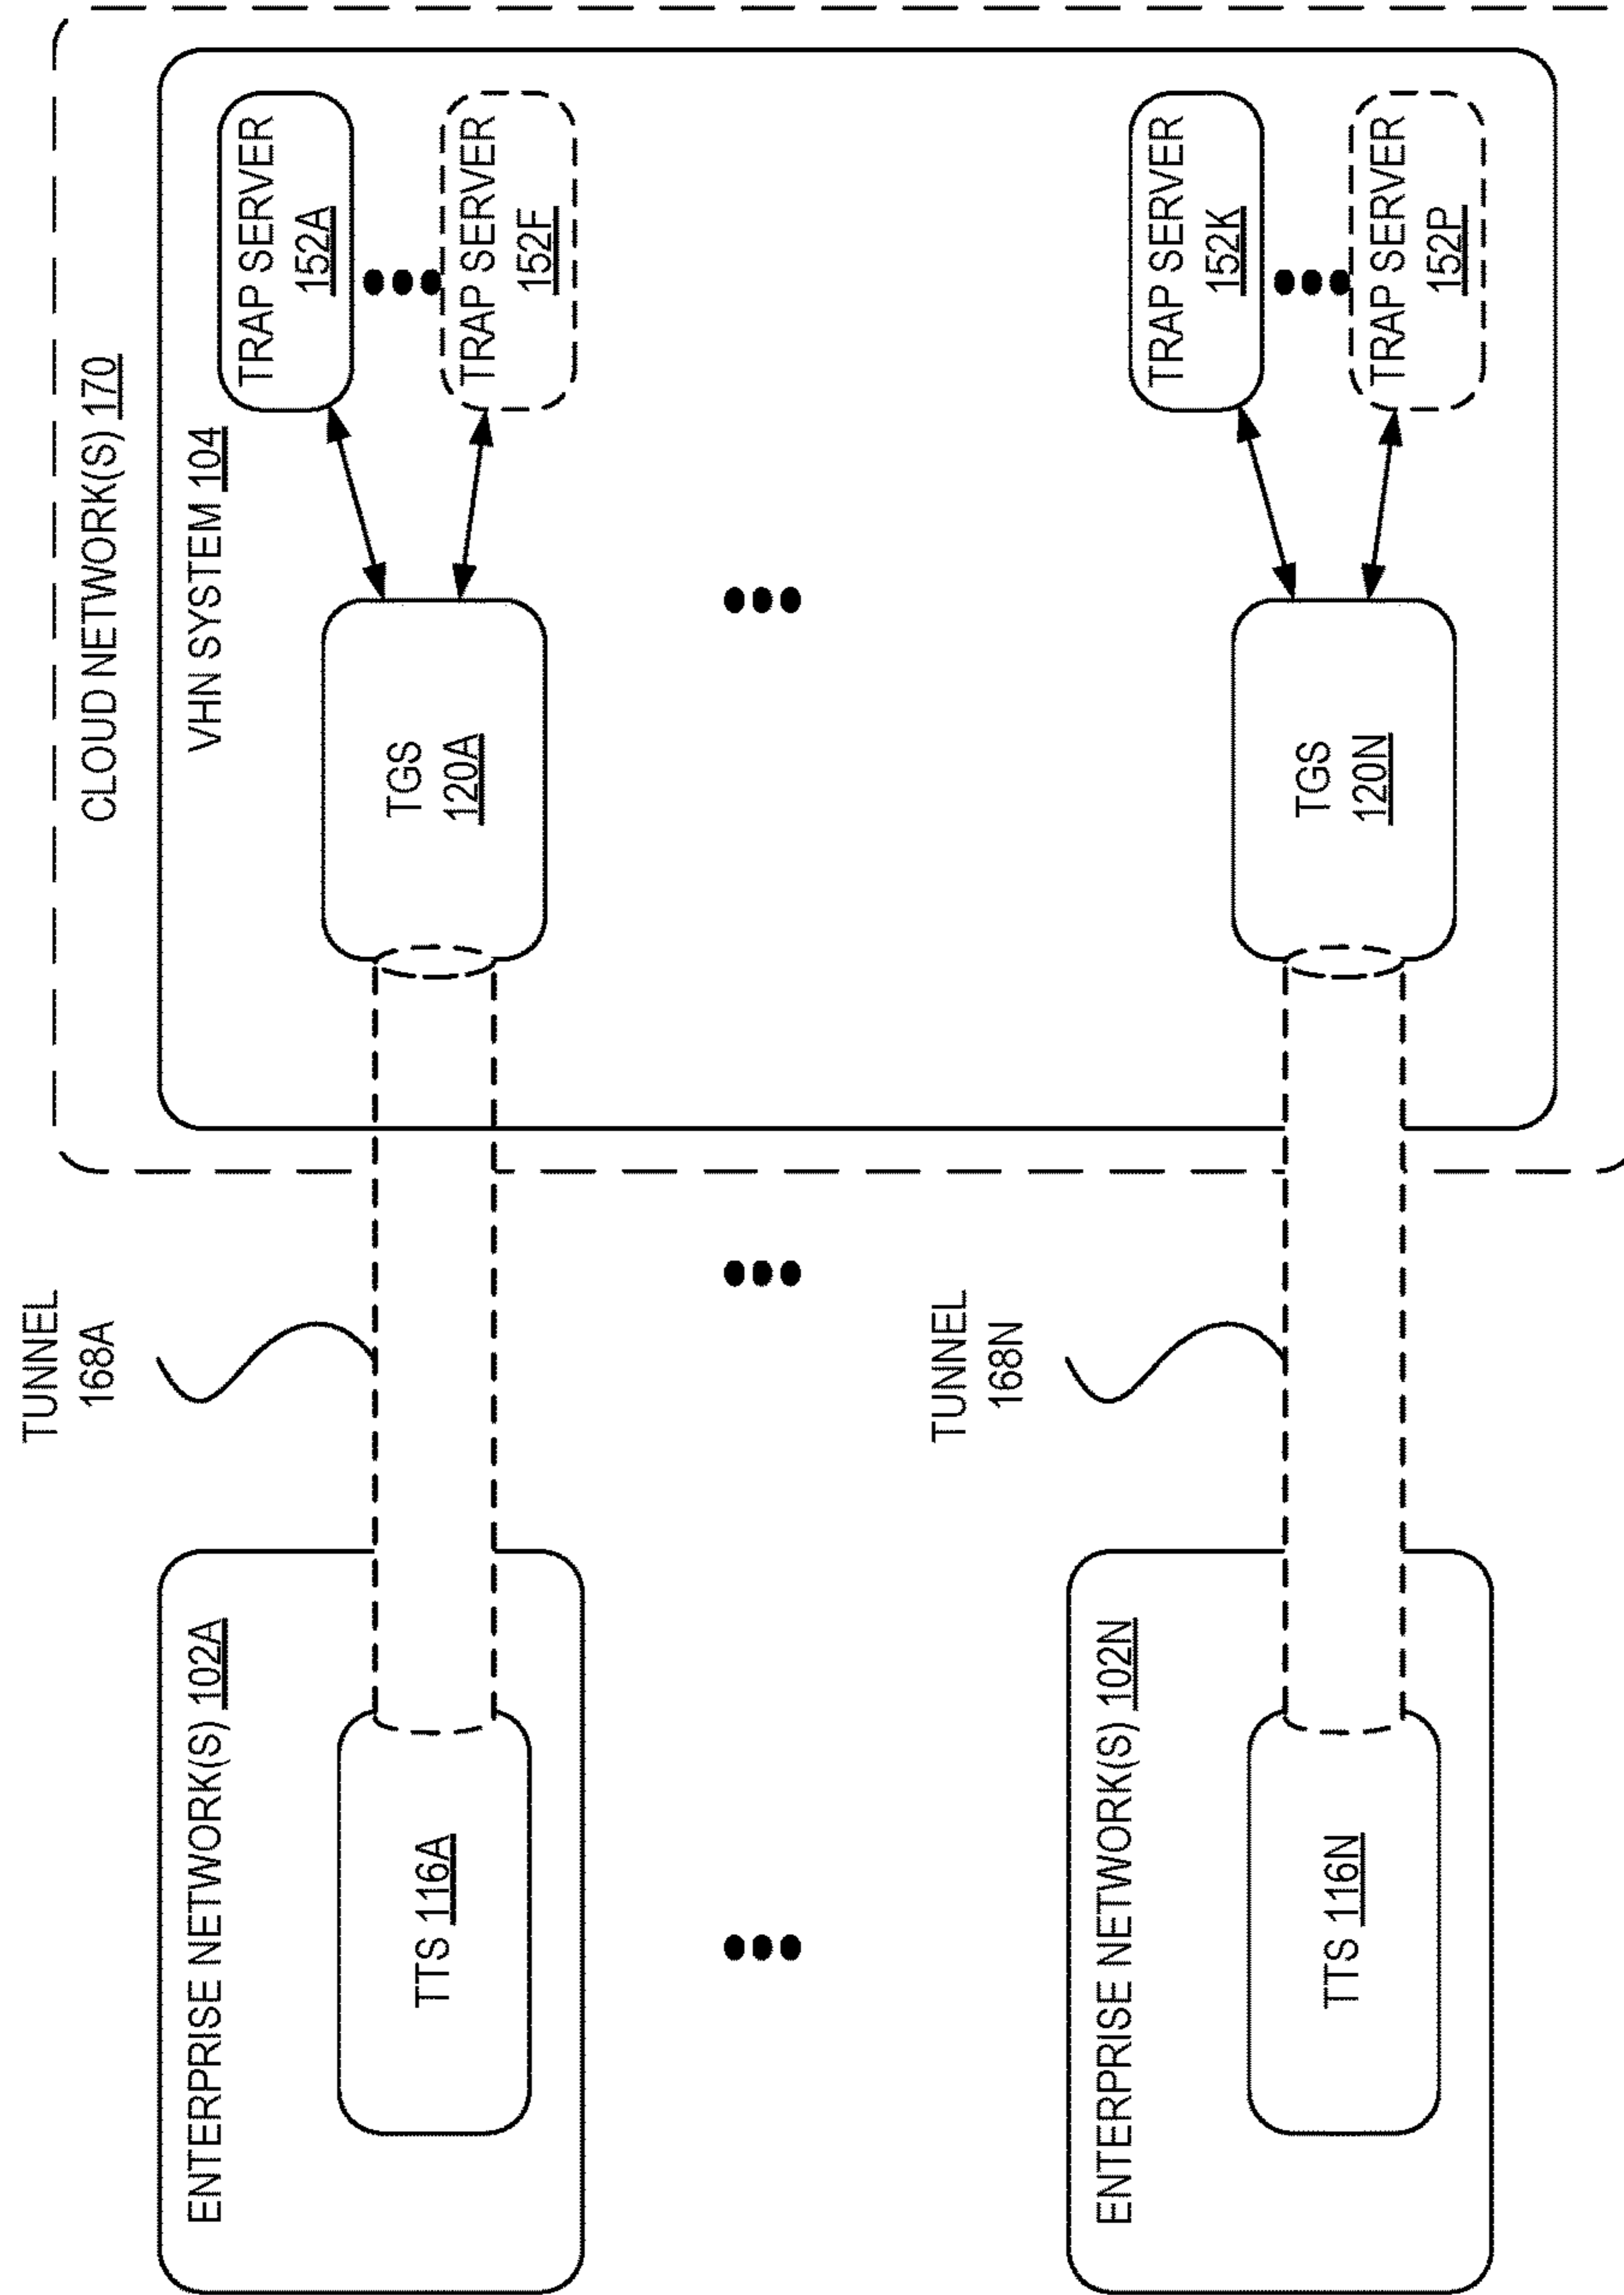 CLOUD NETWORK(S) 170
VHN SYSTEM 104
TRAP SERVER
152A
TRAP SERVER
152F
TGS
120A
TUNNEL
168A
ENTERPRISE NETWORK(S) 102A
TTS 116A
TRAP SERVER
152K
TRAP SERVER
152P
TGS
120N
TUNNEL
168N
ENTERPRISE NETWORK(S) 102N
TTS 116N